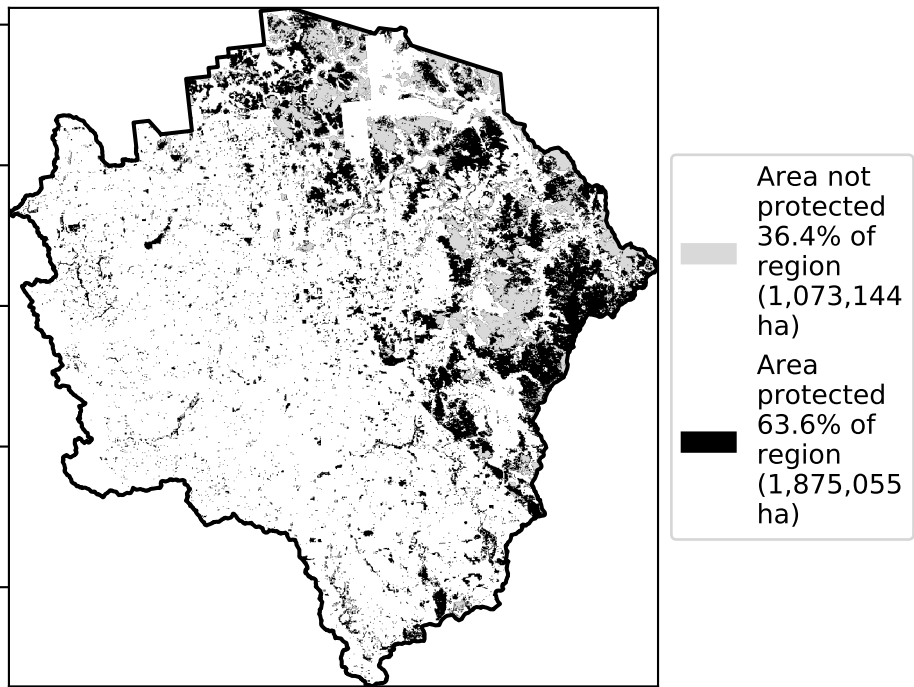 Area not
protected
36.4% of
region
(1,073,144
ha)
Area
protected
63.6% of
region
(1,875,055
ha)